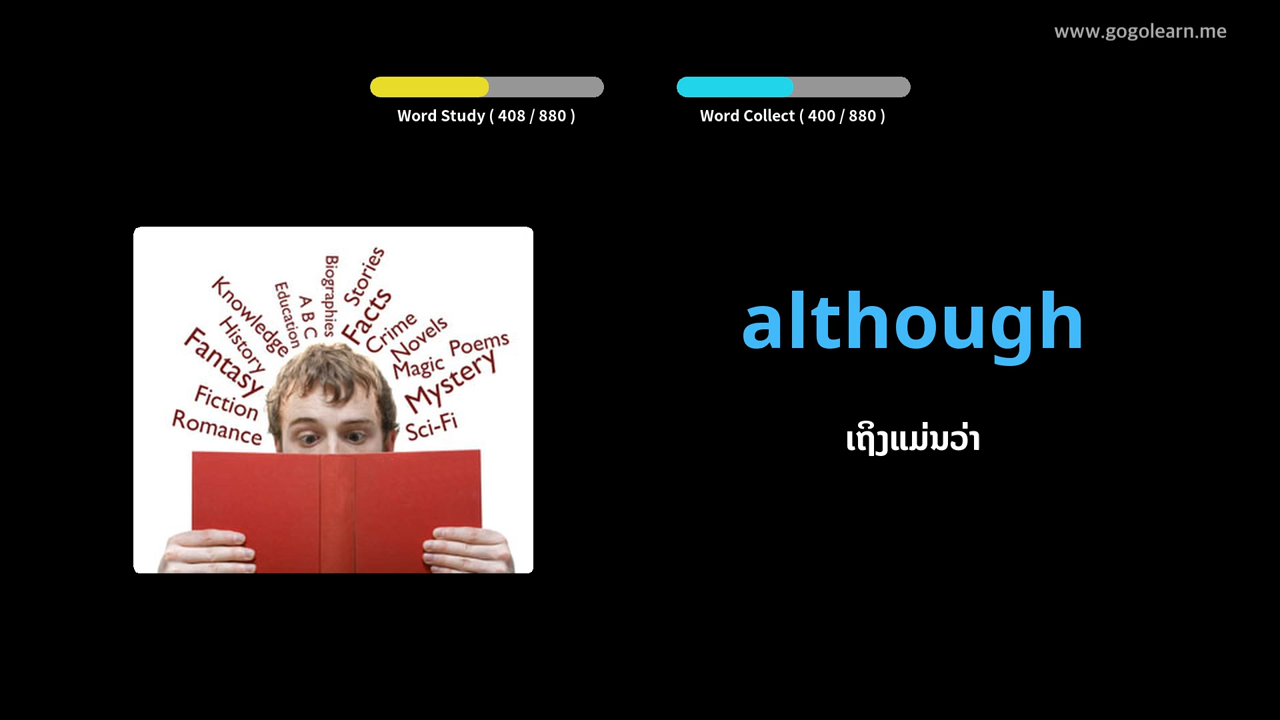 www.gogolearn.me
Word Study ( 408 / 880 )
Word Collect ( 400 / 880 )
Biographies
Stories
Education
A B C
Facts
Knowledge
Crime
History
Novels
Fantasy
Magic
Poems
Mystery
Fiction
Romance
Sci-Fi
although
ເຖິງແມ່ນວ່າ